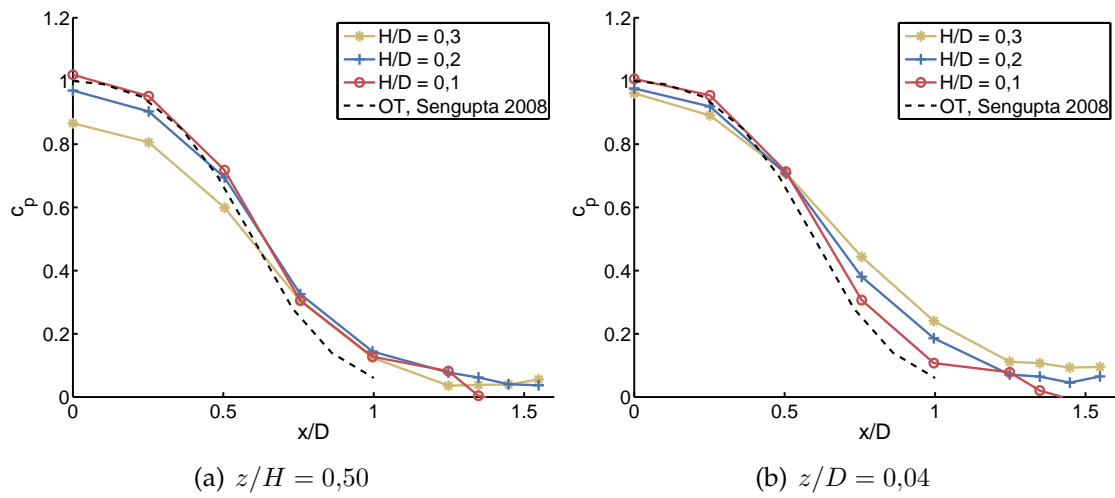 1.2
1
0.8
0.6
0.4
0.2
0
c_p
0
0.5
1
1.5
x/D
H/D = 0,3
H/D = 0,2
H/D = 0,1
OT, Sengupta 2008
(a) z/H = 0,50
1.2
1
0.8
0.6
0.4
0.2
0
c_p
0
0.5
1
1.5
x/D
H/D = 0,3
H/D = 0,2
H/D = 0,1
OT, Sengupta 2008
(b) z/D = 0,04